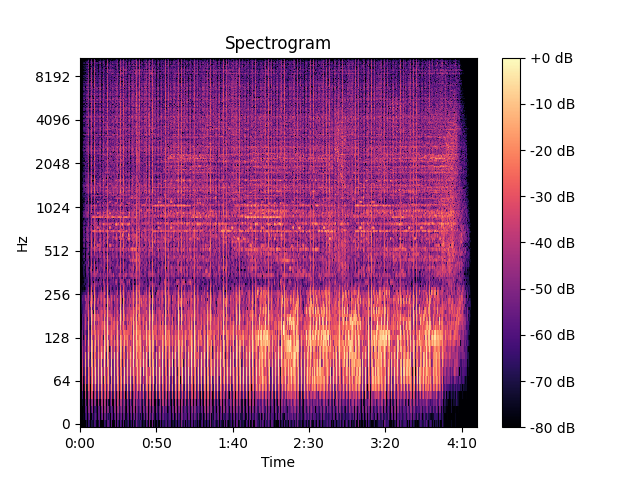 Spectrogram
8192
4096
2048
1024
512
256
128
64
0
Hz
0:00 0:50 1:40 2:30 3:20 4:10
Time
+0 dB
-10 dB
-20 dB
-30 dB
-40 dB
-50 dB
-60 dB
-70 dB
-80 dB